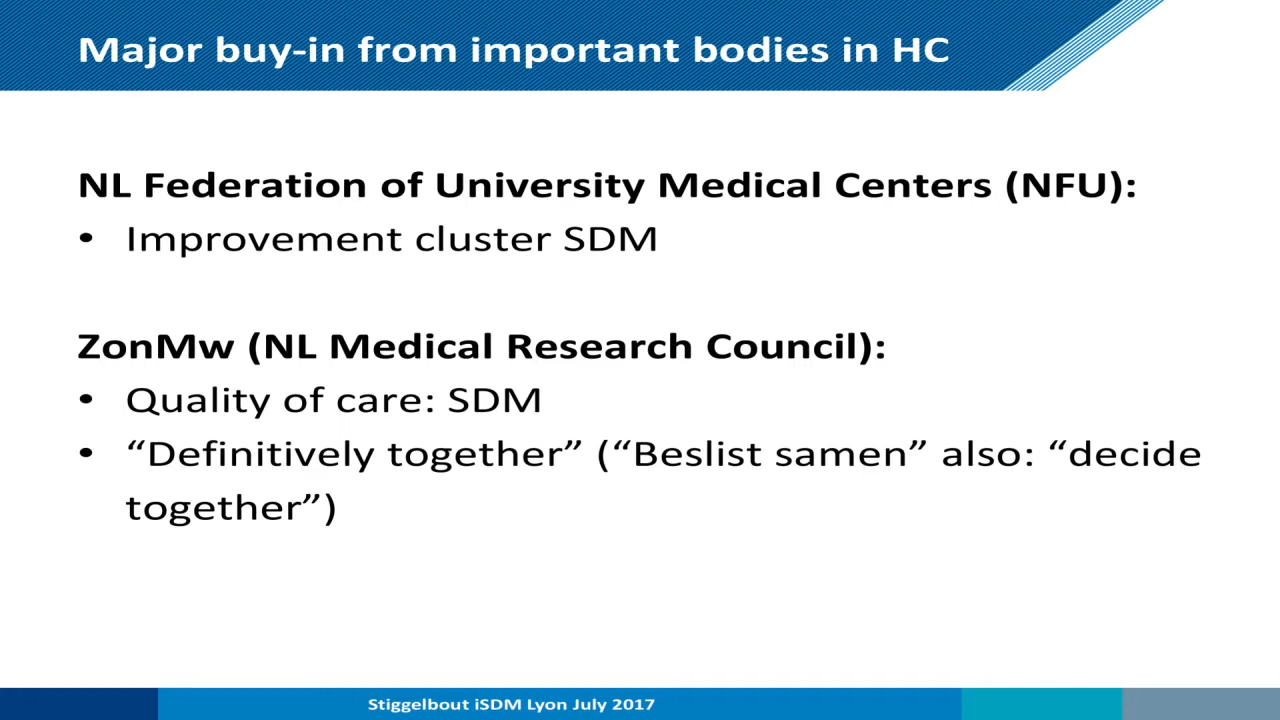 Major buy-in from important bodies in HC
NL Federation of University Medical Centers (NFU):
• Improvement cluster SDM
ZonMw (NL Medical Research Council):
• Quality of care: SDM
• “Definitively together” (“Beslist samen” also: “decide
together”)
Stiggelbout iSDM Lyon July 2017